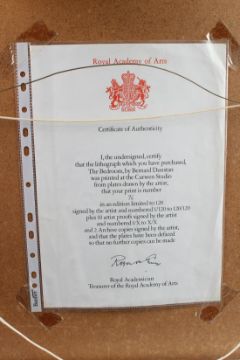 Royal Academy of Arts
Certificate of Authenticity
I, the undersigned, certify
that the lithograph which you have purchased,
The Bedroom, by Bernard Dunstan
was printed at the Curwen Studio
from plates drawn by the artist,
that your print is number
in an edition limited to 120
signed by the artist and numbered 1/120 to 120/120
plus 10 artist proofs signed by the artist
and numbered I/X to X/X
and 2 Archive copies signed by the artist,
and that the plates have been defaced
so that no further copies can be made
Royal Academician
Treasurer of the Royal Academy of Arts